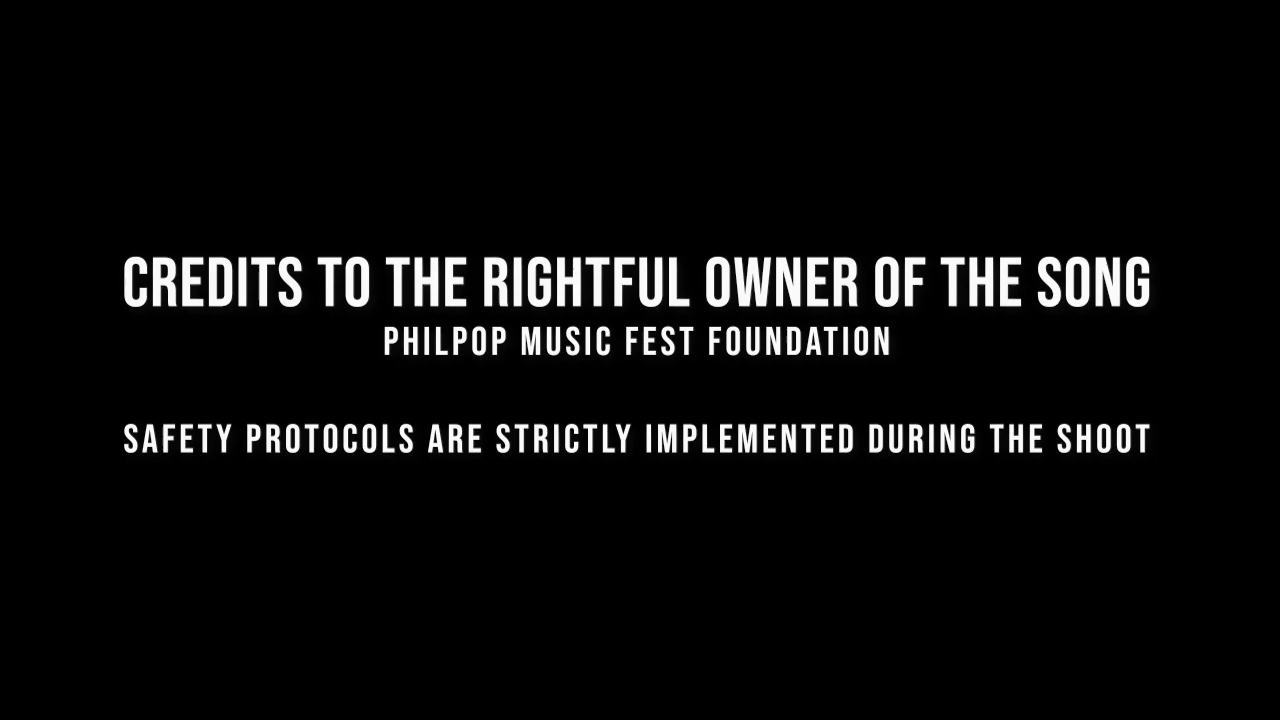 CREDITS TO THE RIGHTFUL OWNER OF THE SONG
PHILPOP MUSIC FEST FOUNDATION
SAFETY PROTOCOLS ARE STRICTLY IMPLEMENTED DURING THE SHOOT